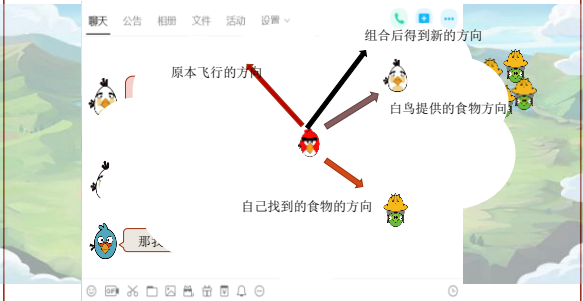 聊天 公告 相册 文件 活动 设置
组合后得到新的方向
原本飞行的方向
白鸟提供的食物方向
自己找到的食物的方向
那